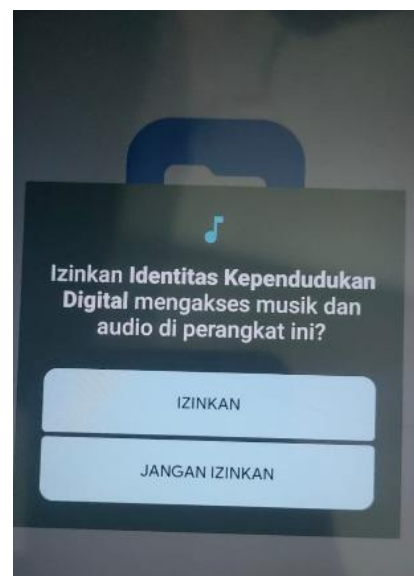 Izinkan Identitas Kependudukan
Digital mengakses musik dan
audio di perangkat ini?
IZINKAN
JANGAN IZINKAN